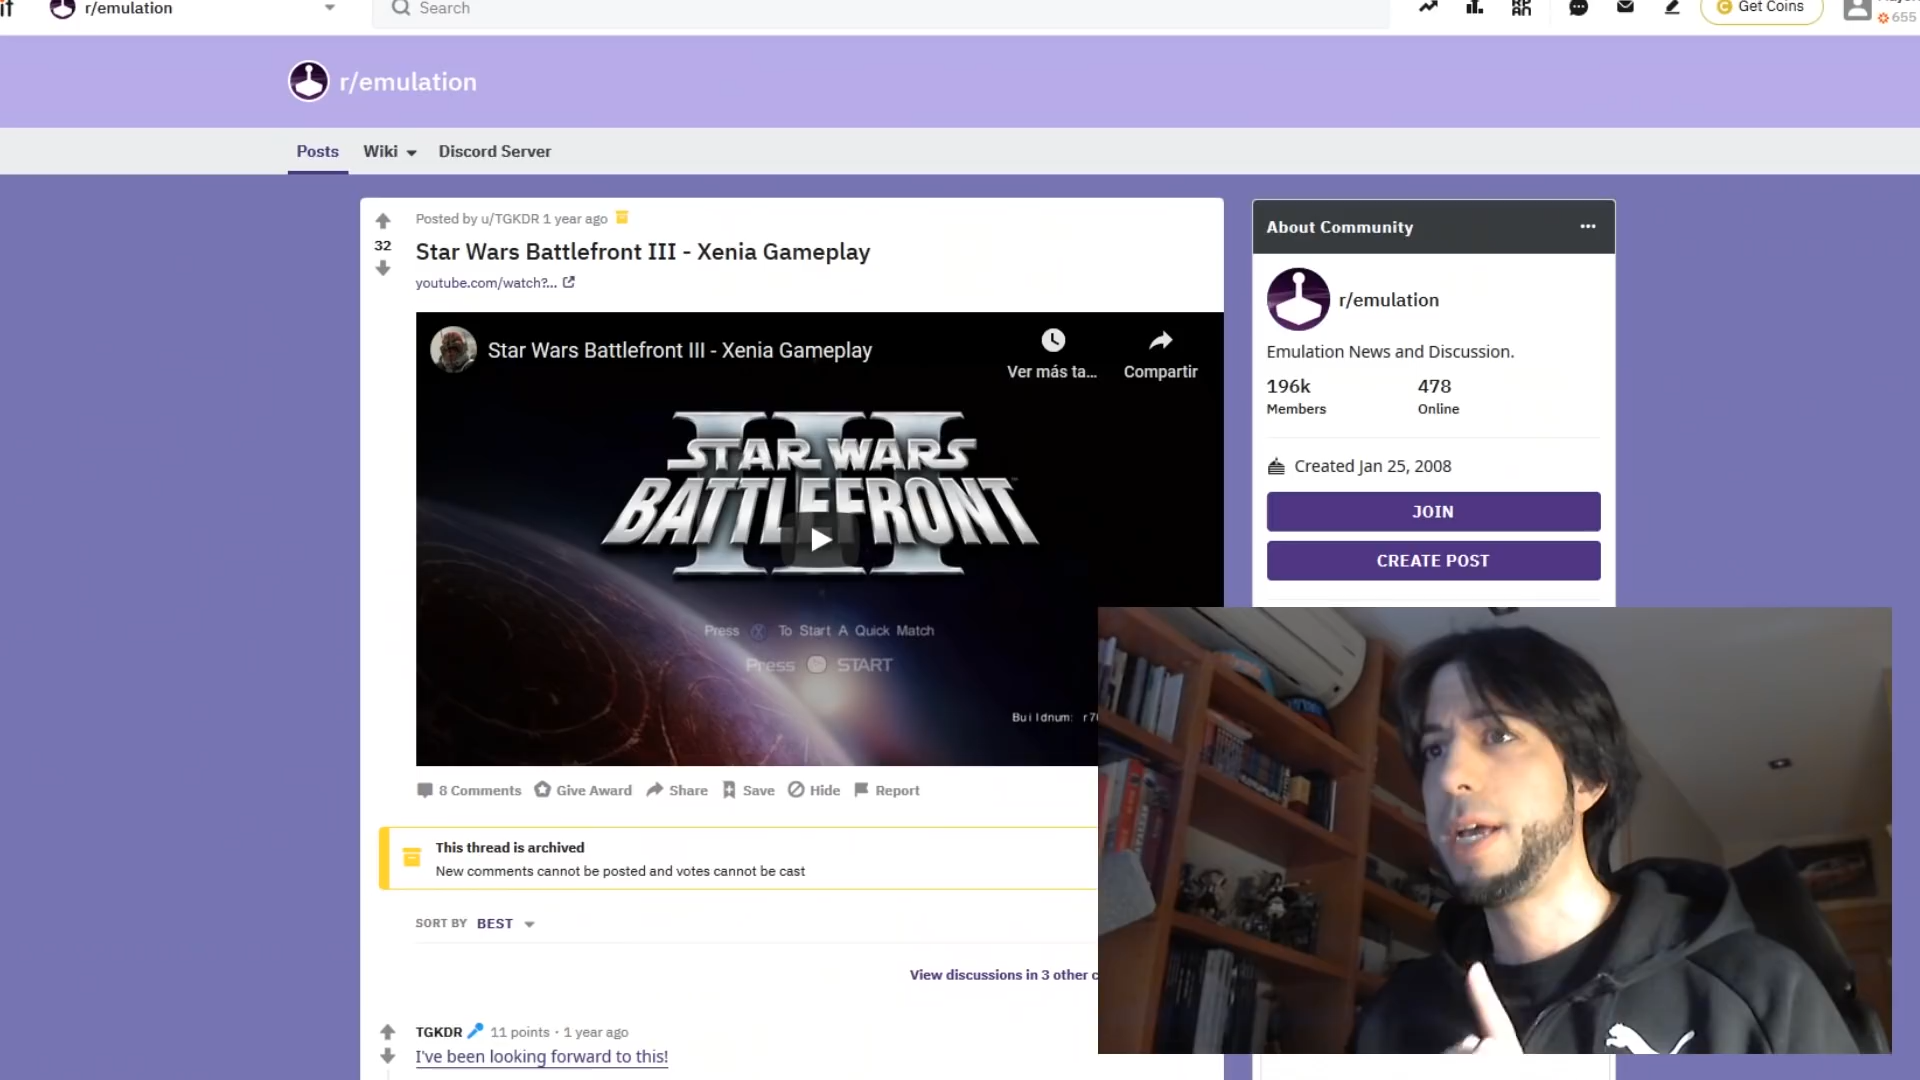 it
r/emulation
Search
Get Coins
655
r/emulation
Posts
Wiki
Discord Server
Posted by u/TGKDR 1 year ago
32
Star Wars Battlefront III - Xenia Gameplay
youtube.com/watch?...
Star Wars Battlefront III - Xenia Gameplay
Ver más ta...
Compartir
III
STAR WARS
BATTLEFRONT
Press X To Start A Quick Match
Press START
Buildnum:
8 Comments
Give Award
Share
Save
Hide
Report
This thread is archived
New comments cannot be posted and votes cannot be cast
SORT BY BEST
View discussions in 3 other
TGKDR 11 points · 1 year ago
I've been looking forward to this!
About Community
r/emulation
Emulation News and Discussion.
196k
478
Members
Online
Created Jan 25, 2008
JOIN
CREATE POST